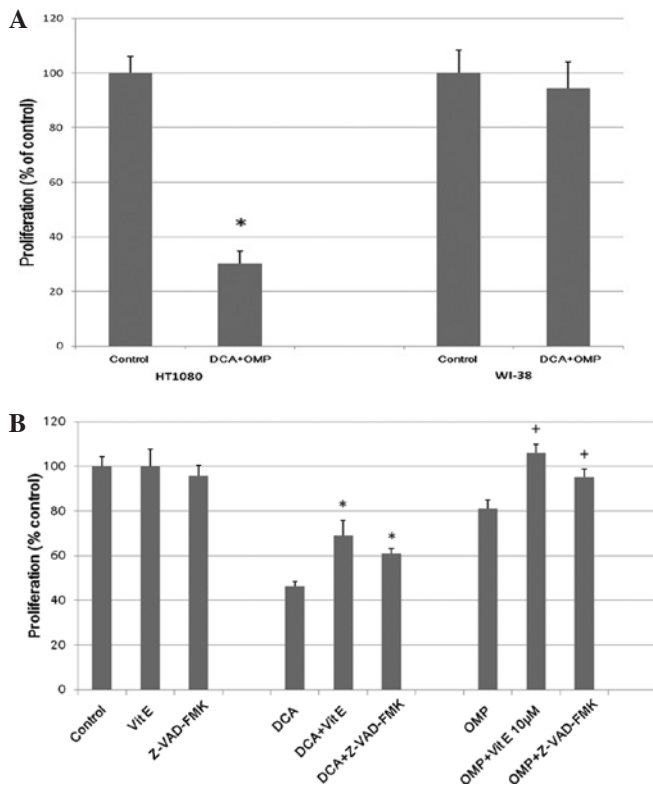 A
Proliferation (% of control)
120
100
80
60
40
20
0
*
Control
DCA+OMP
Control
DCA+OMP
HT1080
WI-38
B
Proliferation (% control)
120
100
80
60
40
20
0
*
*
+
+
Control
Vit E
Z-VAD-FMK
DCA
DCA+Vit E
DCA+Z-VAD-FMK
OMP
OMP+Vit E 10μM
OMP+Z-VAD-FMK